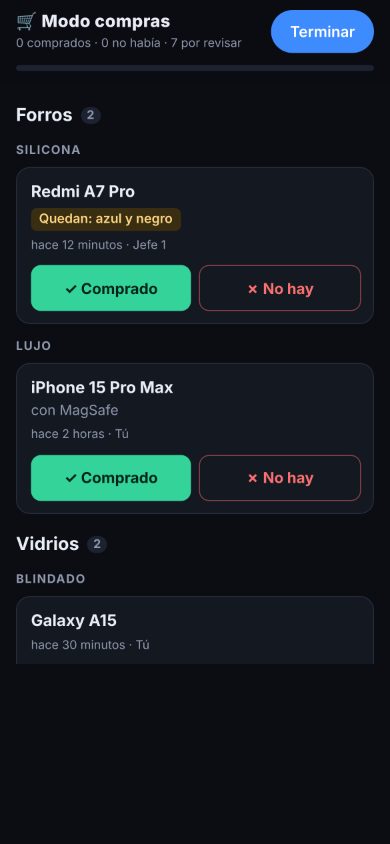 🛒 Modo compras
0 comprados · 0 no había · 7 por revisar
Terminar
Forros 2
SILICONA
Redmi A7 Pro
Quedan: azul y negro
hace 12 minutos · Jefe 1
✓ Comprado
× No hay
LUJO
iPhone 15 Pro Max
con MagSafe
hace 2 horas · Tú
✓ Comprado
× No hay
Vidrios 2
BLINDADO
Galaxy A15
hace 30 minutos · Tú